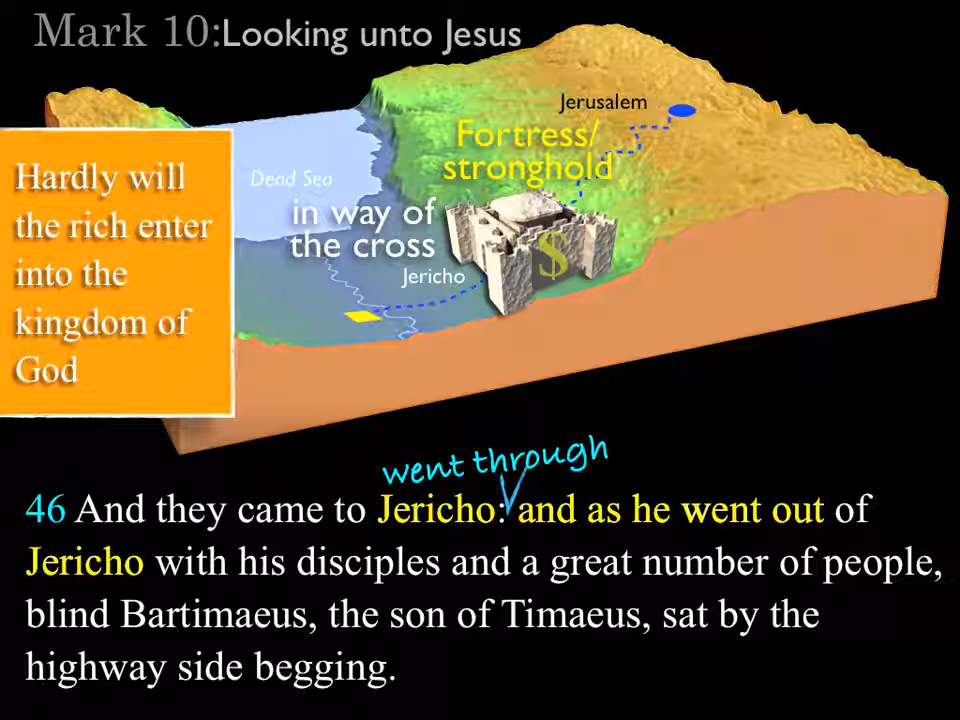 Mark 10:Looking unto Jesus
Jerusalem
Fortress/
stronghold
Dead Sea
in way of
the cross
$
Jericho
Hardly will
the rich enter
into the
kingdom of
God
went through
46 And they came to Jericho: and as he went out of
Jericho with his disciples and a great number of people,
blind Bartimaeus, the son of Timaeus, sat by the
highway side begging.